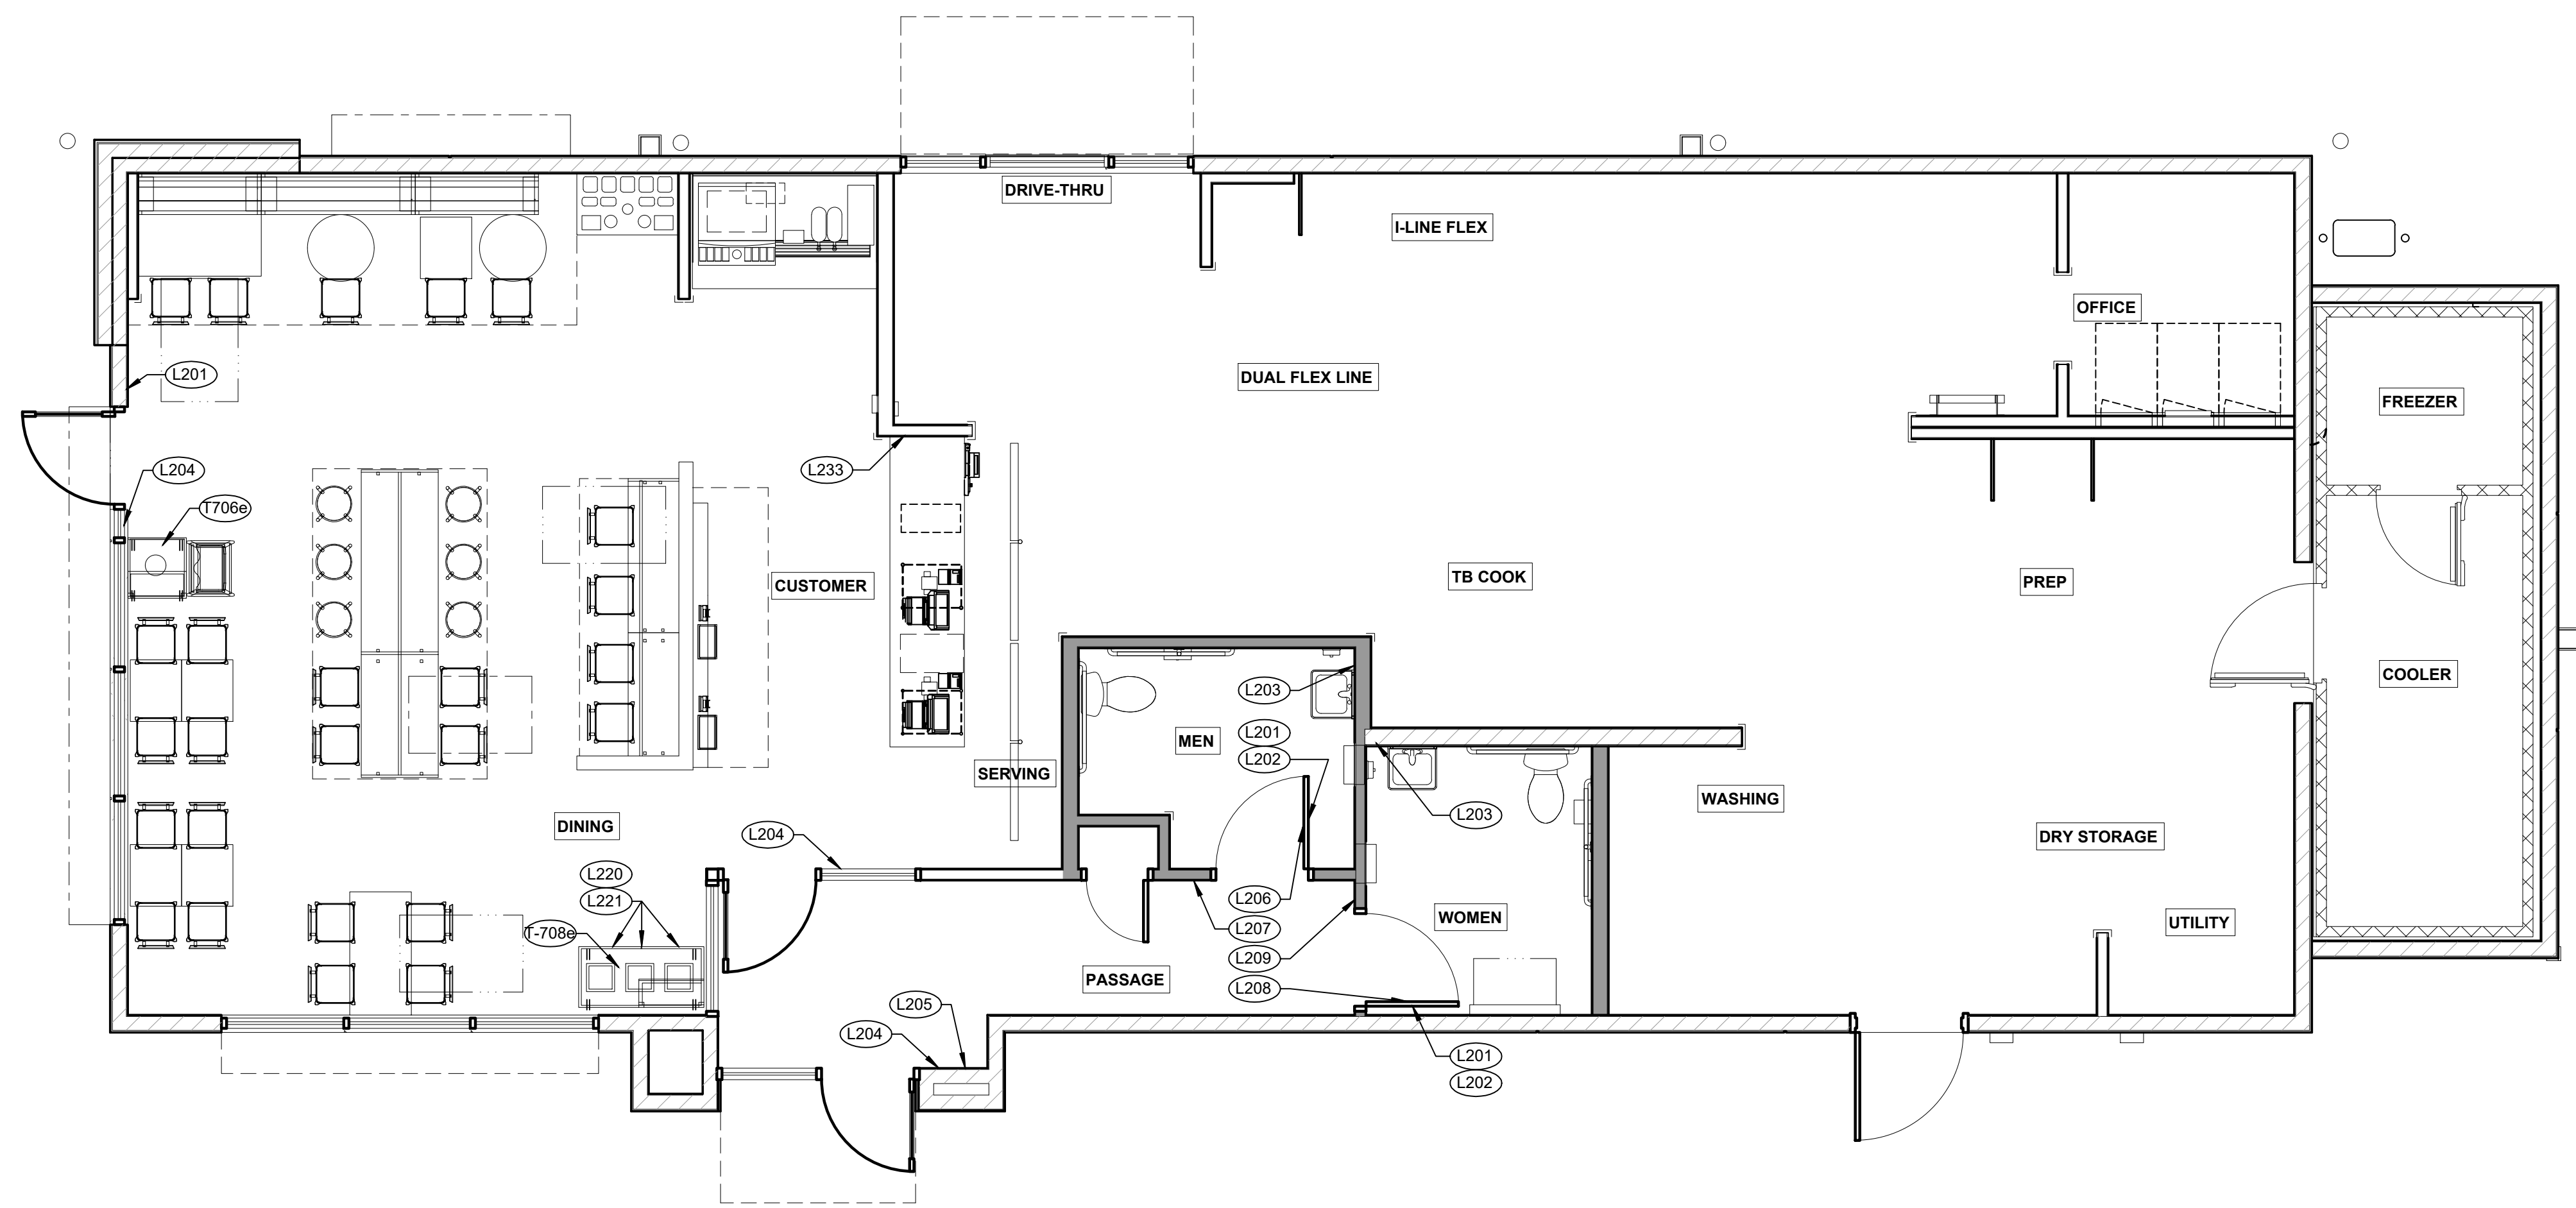 DRIVE-THRU
I-LINE FLEX
OFFICE
L201
DUAL FLEX LINE
FREEZER
L204
L233
T706e
CUSTOMER
TB COOK
PREP
COOLER
L203
MEN
L201
L202
SERVING
WASHING
L203
DINING
L204
DRY STORAGE
L220
L221
L206
WOMEN
UTILITY
T-708e
L207
L209
PASSAGE
L208
L205
L204
L201
L202